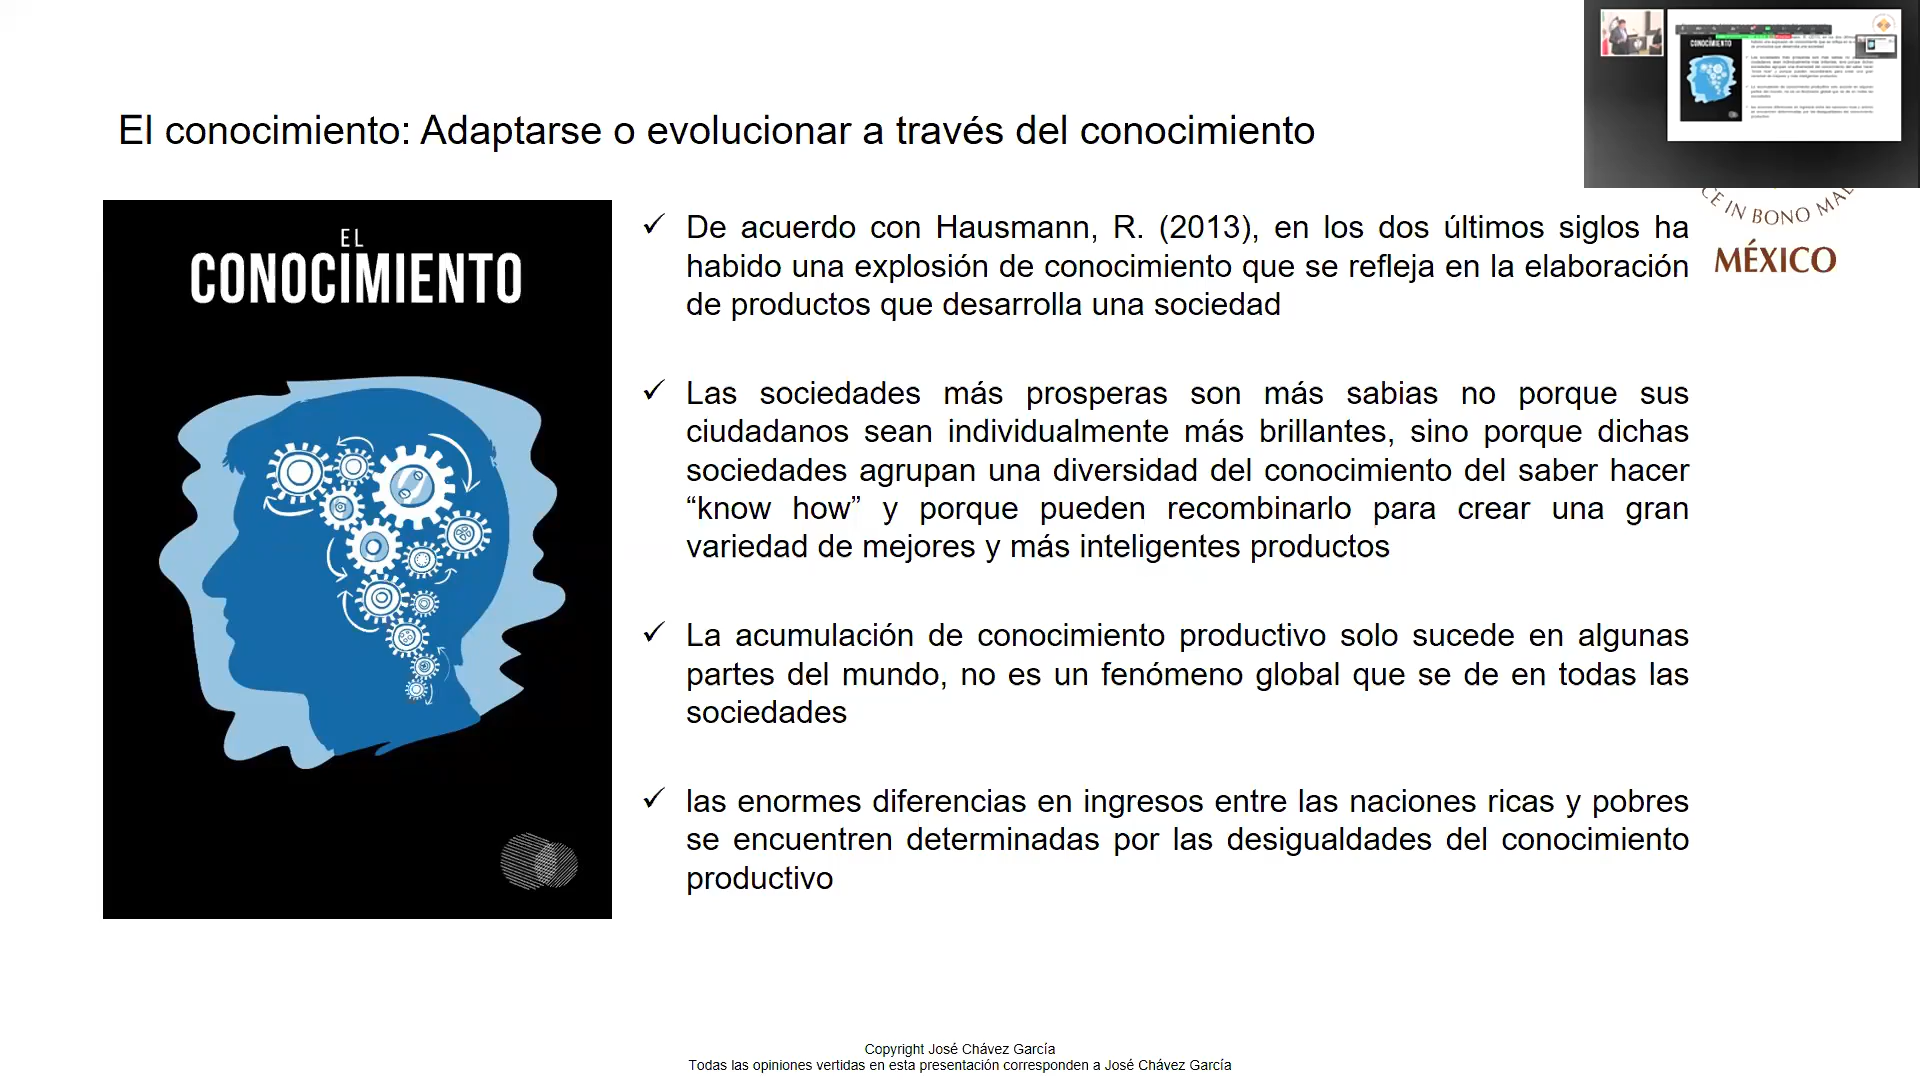 El conocimiento: Adaptarse o evolucionar a través del conocimiento
EL
CONOCIMIENTO
CONOCIMIENTO
CE IN BONO MAL
MÉXICO
De acuerdo con Hausmann, R. (2013), en los dos últimos siglos ha
habido una explosión de conocimiento que se refleja en la elaboración
de productos que desarrolla una sociedad
Las sociedades más prosperas son más sabias no porque sus
ciudadanos sean individualmente más brillantes, sino porque dichas
sociedades agrupan una diversidad del conocimiento del saber hacer
“know how” y porque pueden recombinarlo para crear una gran
variedad de mejores y más inteligentes productos
La acumulación de conocimiento productivo solo sucede en algunas
partes del mundo, no es un fenómeno global que se de en todas las
sociedades
las enormes diferencias en ingresos entre las naciones ricas y pobres
se encuentren determinadas por las desigualdades del conocimiento
productivo
Copyright José Chávez García
Todas las opiniones vertidas en esta presentación corresponden a José Chávez García